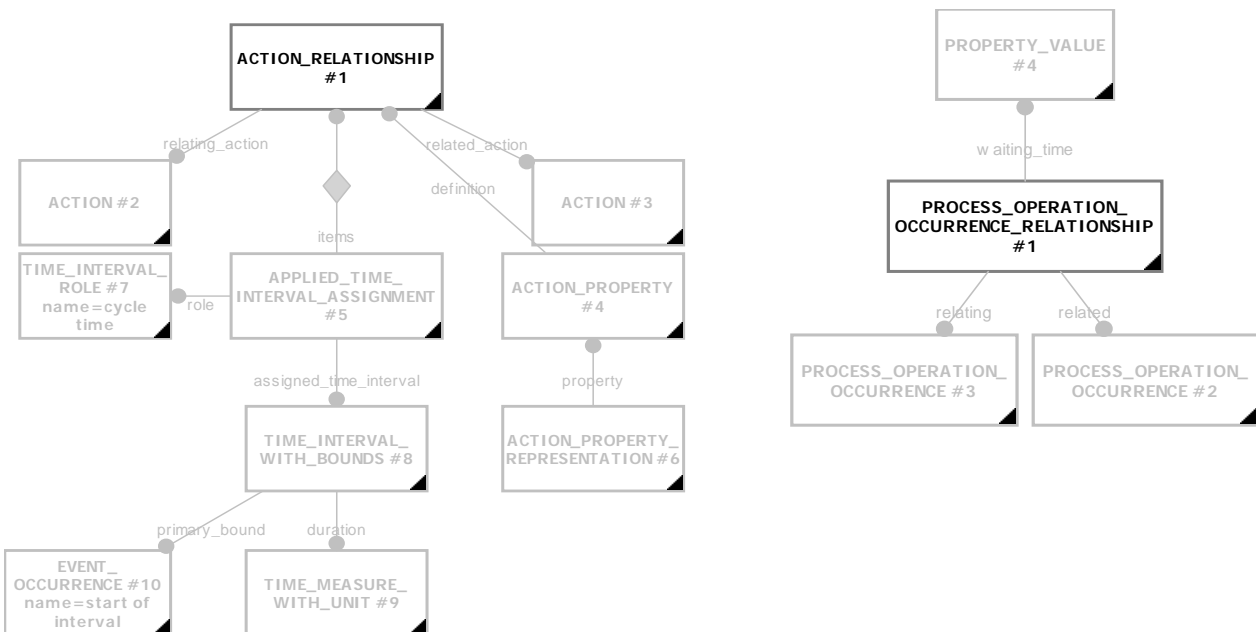 ACTION_RELATIONSHIP
#1
relating_action
related_action
definition
ACTION #2
ACTION #3
items
TIME_INTERVAL_
ROLE #7
name=cycle
time
role
APPLIED_TIME_
INTERVAL_ASSIGNMENT
#5
ACTION_PROPERTY
#4
assigned_time_interval
property
TIME_INTERVAL_
WITH_BOUNDS #8
ACTION_PROPERTY_
REPRESENTATION #6
primary_bound
duration
EVENT_
OCCURRENCE #10
name=start of
interval
TIME_MEASURE_
WITH_UNIT #9
PROPERTY_VALUE
#4
waiting_time
PROCESS_OPERATION_
OCCURRENCE_RELATIONSHIP
#1
relating
related
PROCESS_OPERATION_
OCCURRENCE #3
PROCESS_OPERATION_
OCCURRENCE #2